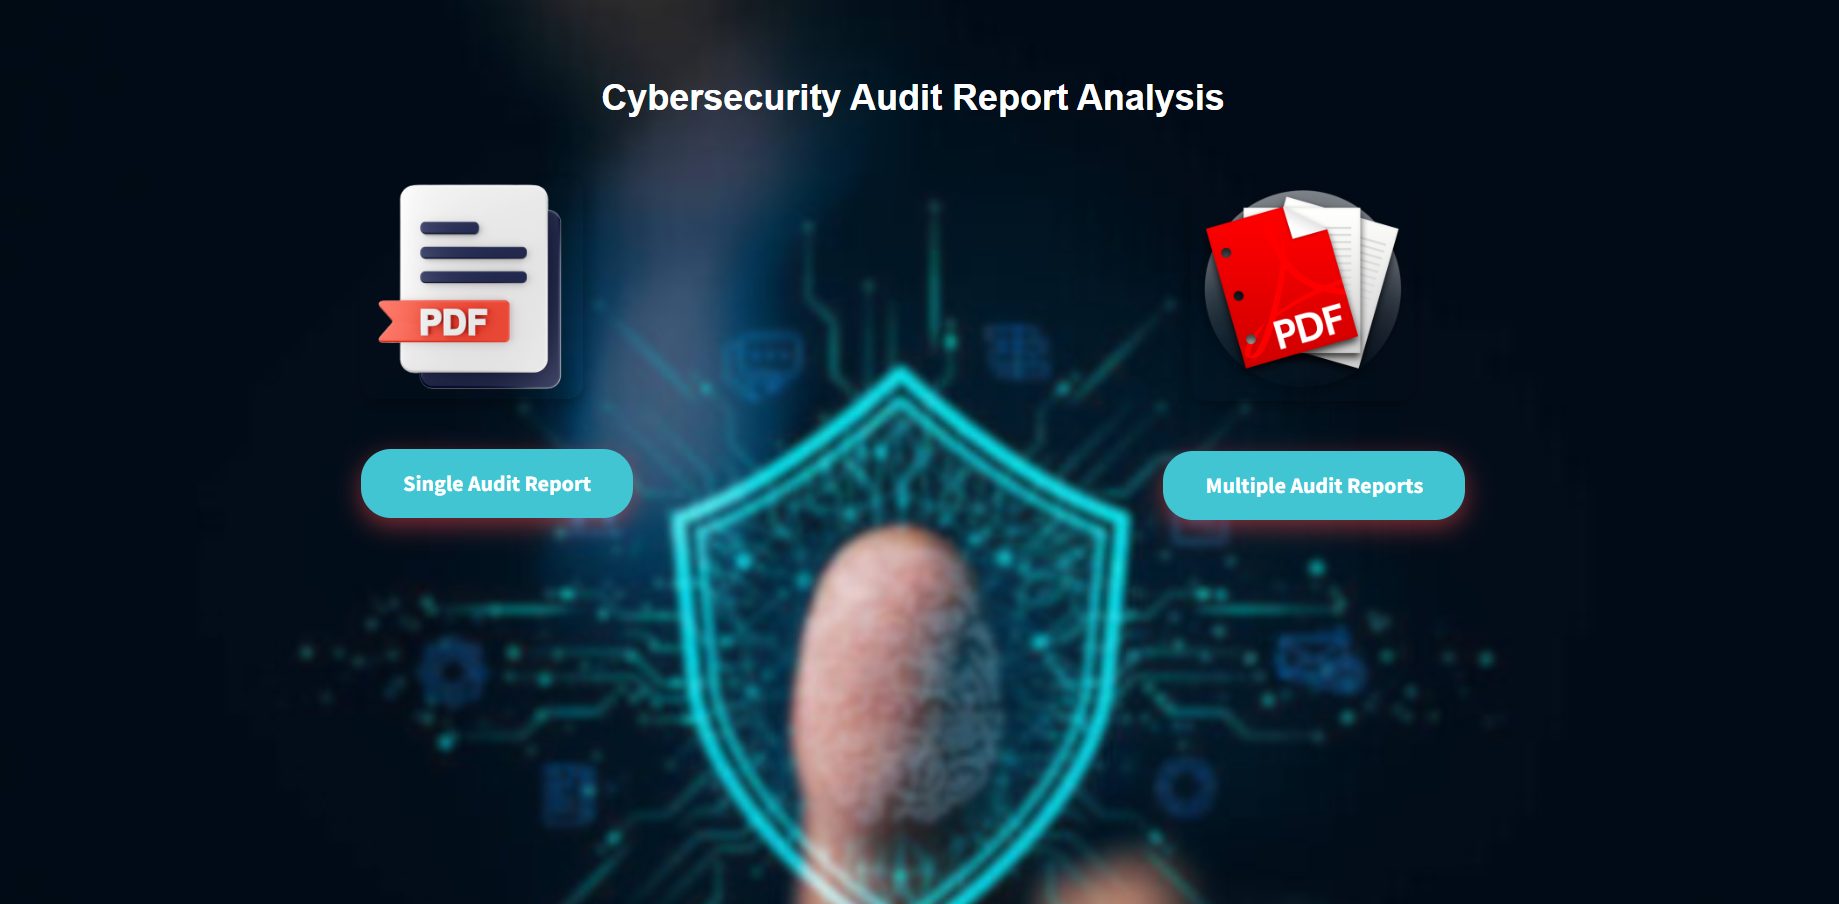 Cybersecurity Audit Report Analysis
PDF
PDF
Single Audit Report
Multiple Audit Reports